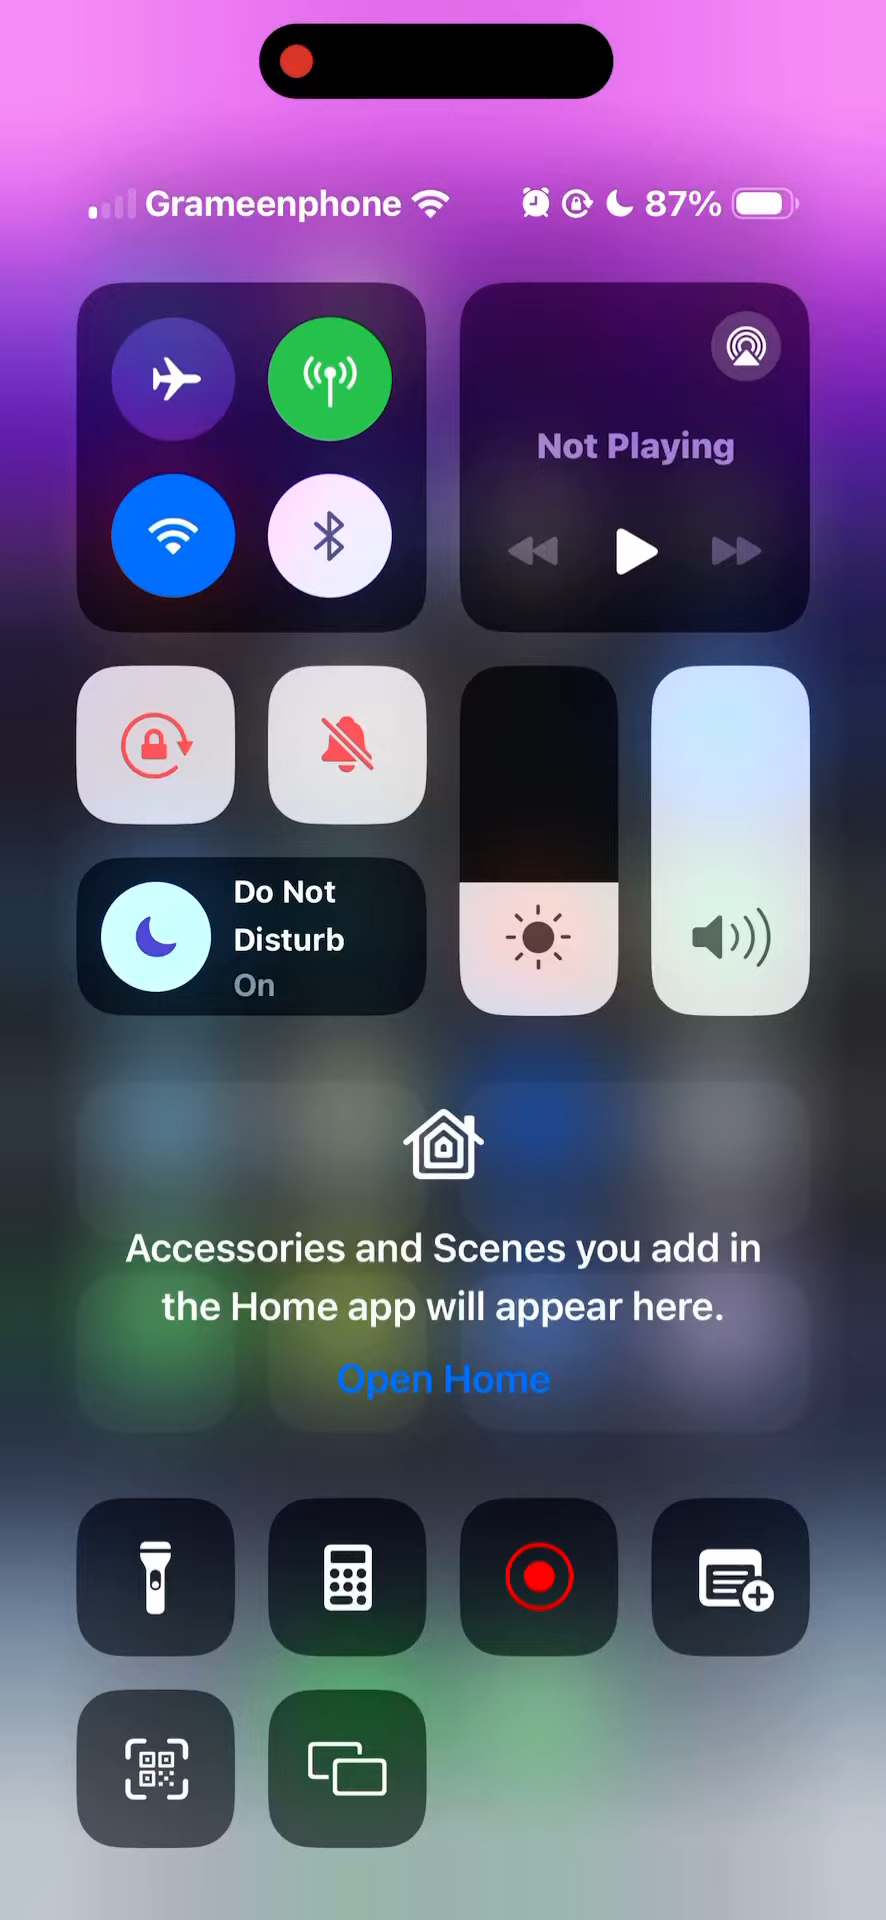 Grameenphone 87%
Not Playing
Do Not
Disturb
On
Accessories and Scenes you add in
the Home app will appear here.
Open Home